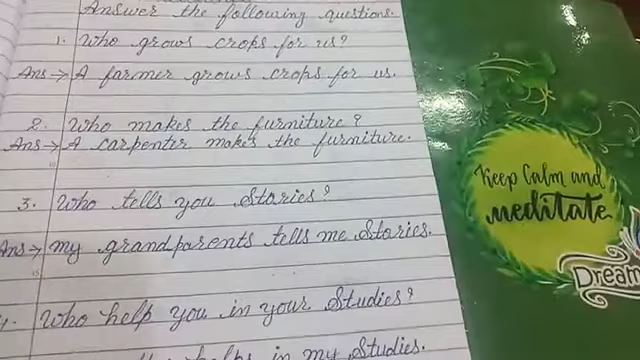 Answer the following questions.
1. Who grows crops for us?
Ans → A farmer grows crops for us.
2. Who makes the furniture?
Ans → A carpenter makes the furniture.
3. Who tells you Stories?
Ans → my grandparents tells me Stories.
4. Who help you in your Studies?
helps in my Studies.
Keep Calm and
meditate
Dream